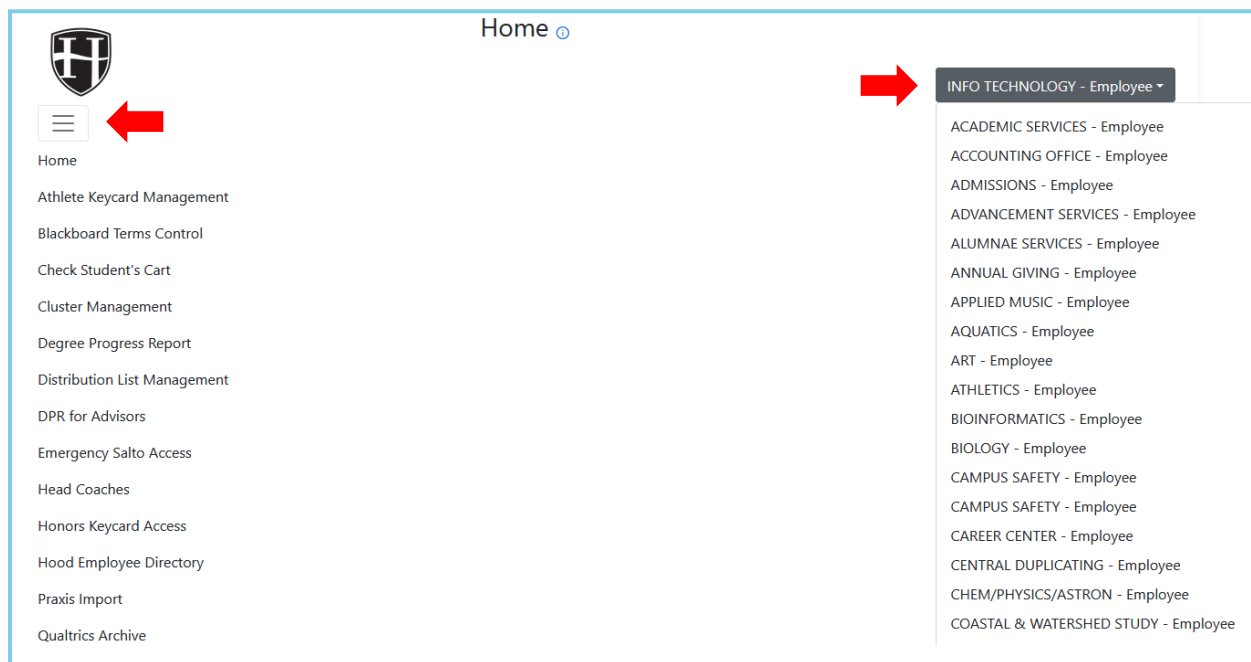 Home
H
INFO TECHNOLOGY - Employee
Home
Athlete Keycard Management
Blackboard Terms Control
Check Student's Cart
Cluster Management
Degree Progress Report
Distribution List Management
DPR for Advisors
Emergency Salto Access
Head Coaches
Honors Keycard Access
Hood Employee Directory
Praxis Import
Qualtrics Archive
ACADEMIC SERVICES - Employee
ACCOUNTING OFFICE - Employee
ADMISSIONS - Employee
ADVANCEMENT SERVICES - Employee
ALUMNAE SERVICES - Employee
ANNUAL GIVING - Employee
APPLIED MUSIC - Employee
AQUATICS - Employee
ART - Employee
ATHLETICS - Employee
BIOINFORMATICS - Employee
BIOLOGY - Employee
CAMPUS SAFETY - Employee
CAMPUS SAFETY - Employee
CAREER CENTER - Employee
CENTRAL DUPLICATING - Employee
CHEM/PHYSICS/ASTRON - Employee
COASTAL & WATERSHED STUDY - Employee